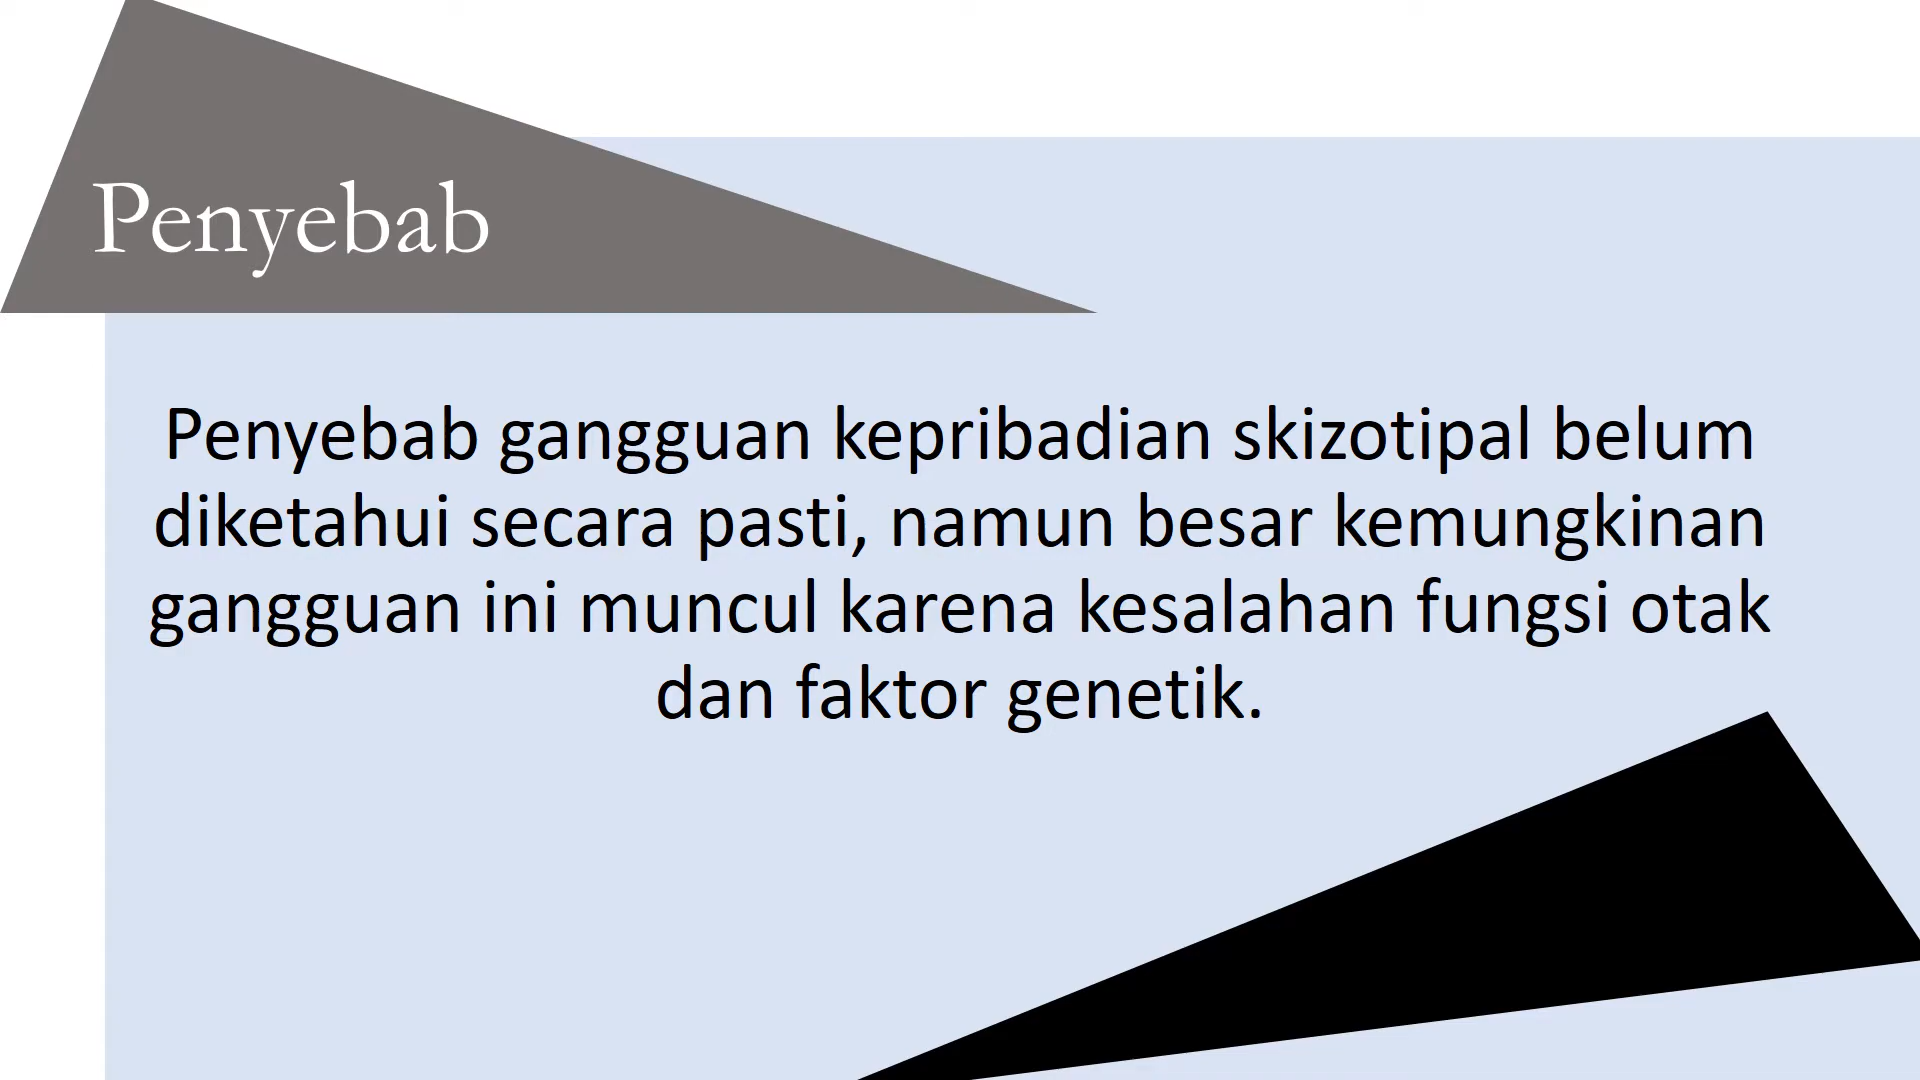 Penyebab
Penyebab gangguan kepribadian skizotipal belum
diketahui secara pasti, namun besar kemungkinan
gangguan ini muncul karena kesalahan fungsi otak
dan faktor genetik.